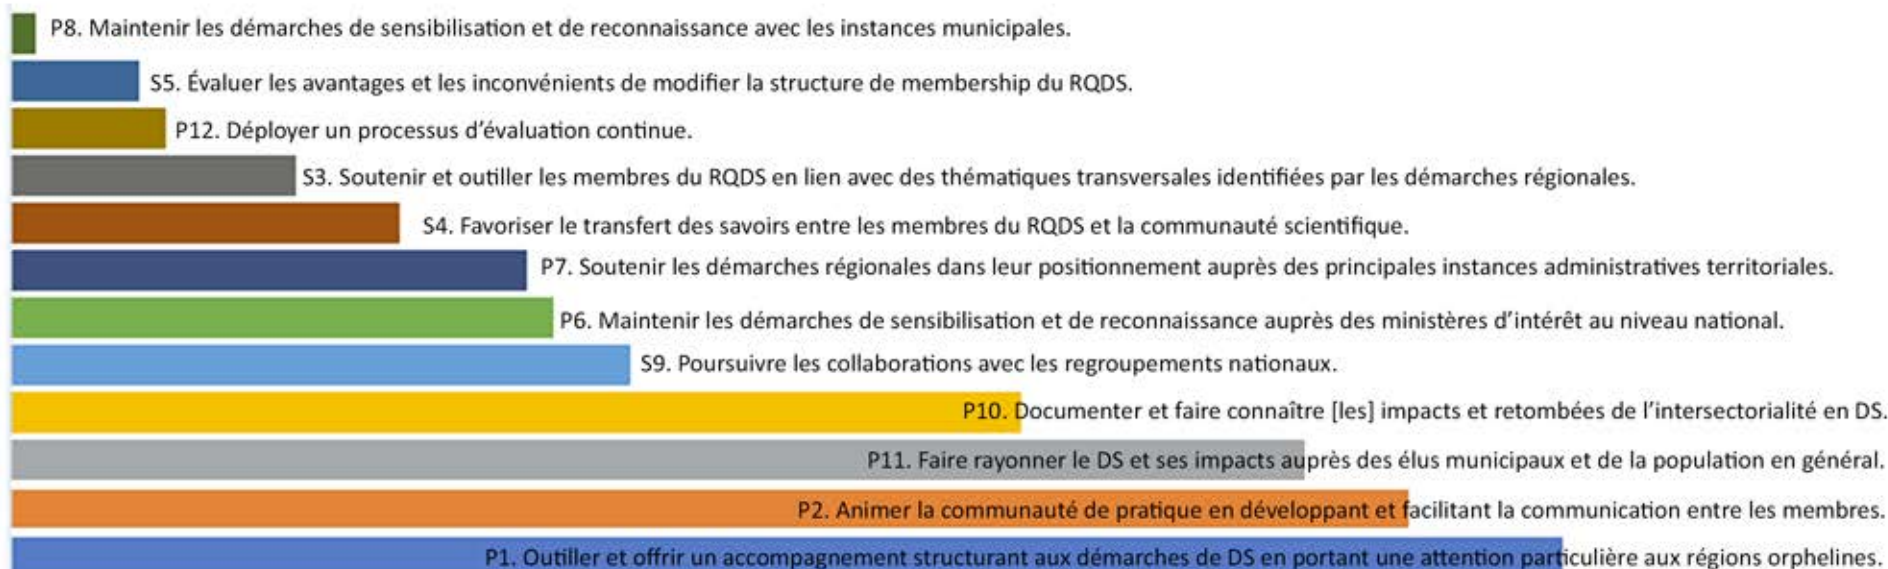 P8. Maintenir les démarches de sensibilisation et de reconnaissance avec les instances municipales.
S5. Évaluer les avantages et les inconvénients de modifier la structure de membership du RQDS.
P12. Déployer un processus d’évaluation continue.
S3. Soutenir et outiller les membres du RQDS en lien avec des thématiques transversales identifiées par les démarches régionales.
S4. Favoriser le transfert des savoirs entre les membres du RQDS et la communauté scientifique.
P7. Soutenir les démarches régionales dans leur positionnement auprès des principales instances administratives territoriales.
P6. Maintenir les démarches de sensibilisation et de reconnaissance auprès des ministères d’intérêt au niveau national.
S9. Poursuivre les collaborations avec les regroupements nationaux.
P10. Documenter et faire connaître [les] impacts et retombées de l’intersectorialité en DS.
P11. Faire rayonner le DS et ses impacts auprès des élus municipaux et de la population en général.
P2. Animer la communauté de pratique en développant et facilitant la communication entre les membres.
P1. Outiller et offrir un accompagnement structurant aux démarches de DS en portant une attention particulière aux régions orphelines.